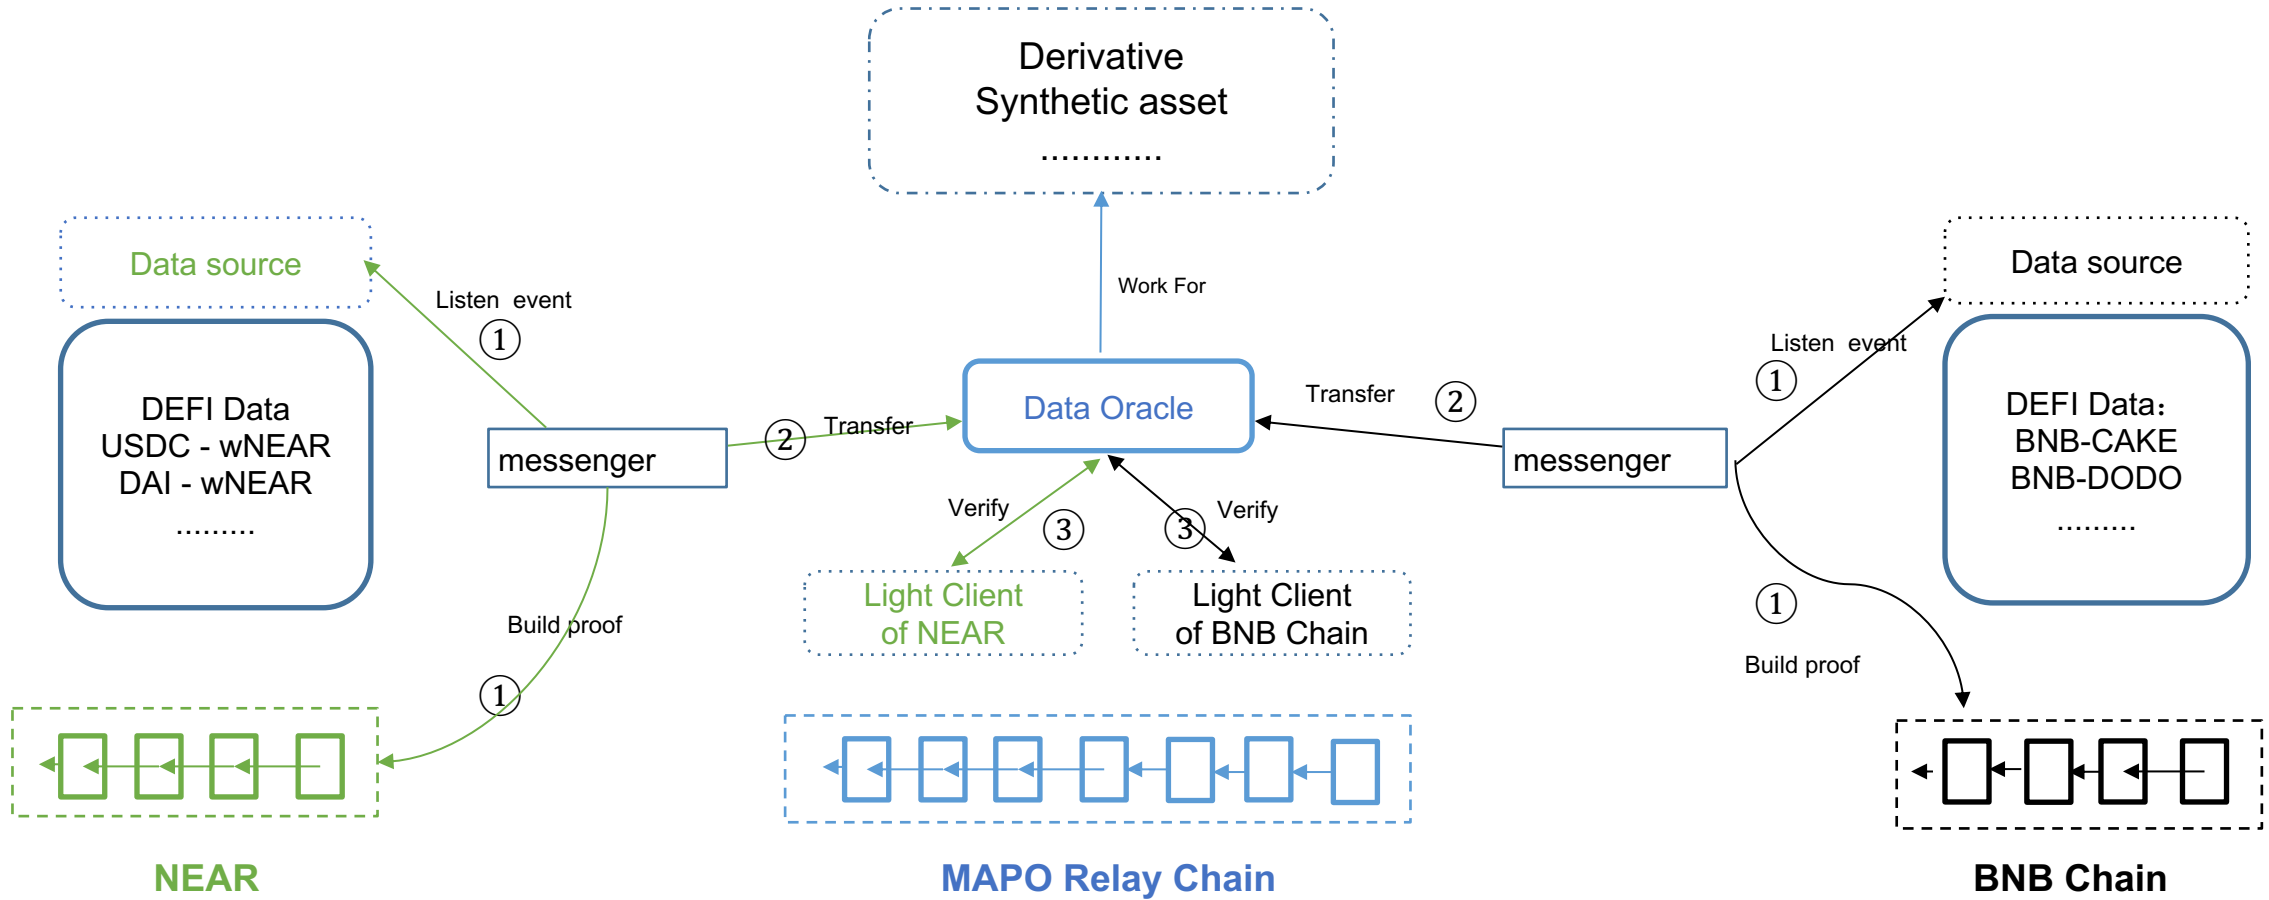 Derivative
Synthetic asset
............
Data source
Listen  event
①
DEFI Data
USDC - wNEAR
DAI - wNEAR
.........
messenger
② Transfer
Build proof
①
NEAR
Work For
Data Oracle
Verify
③
③
Verify
Light Client
of NEAR
Light Client
of BNB Chain
MAPO Relay Chain
Transfer ②
messenger
Data source
Listen  event
①
DEFI Data：
BNB-CAKE
BNB-DODO
.........
①
Build proof
BNB Chain